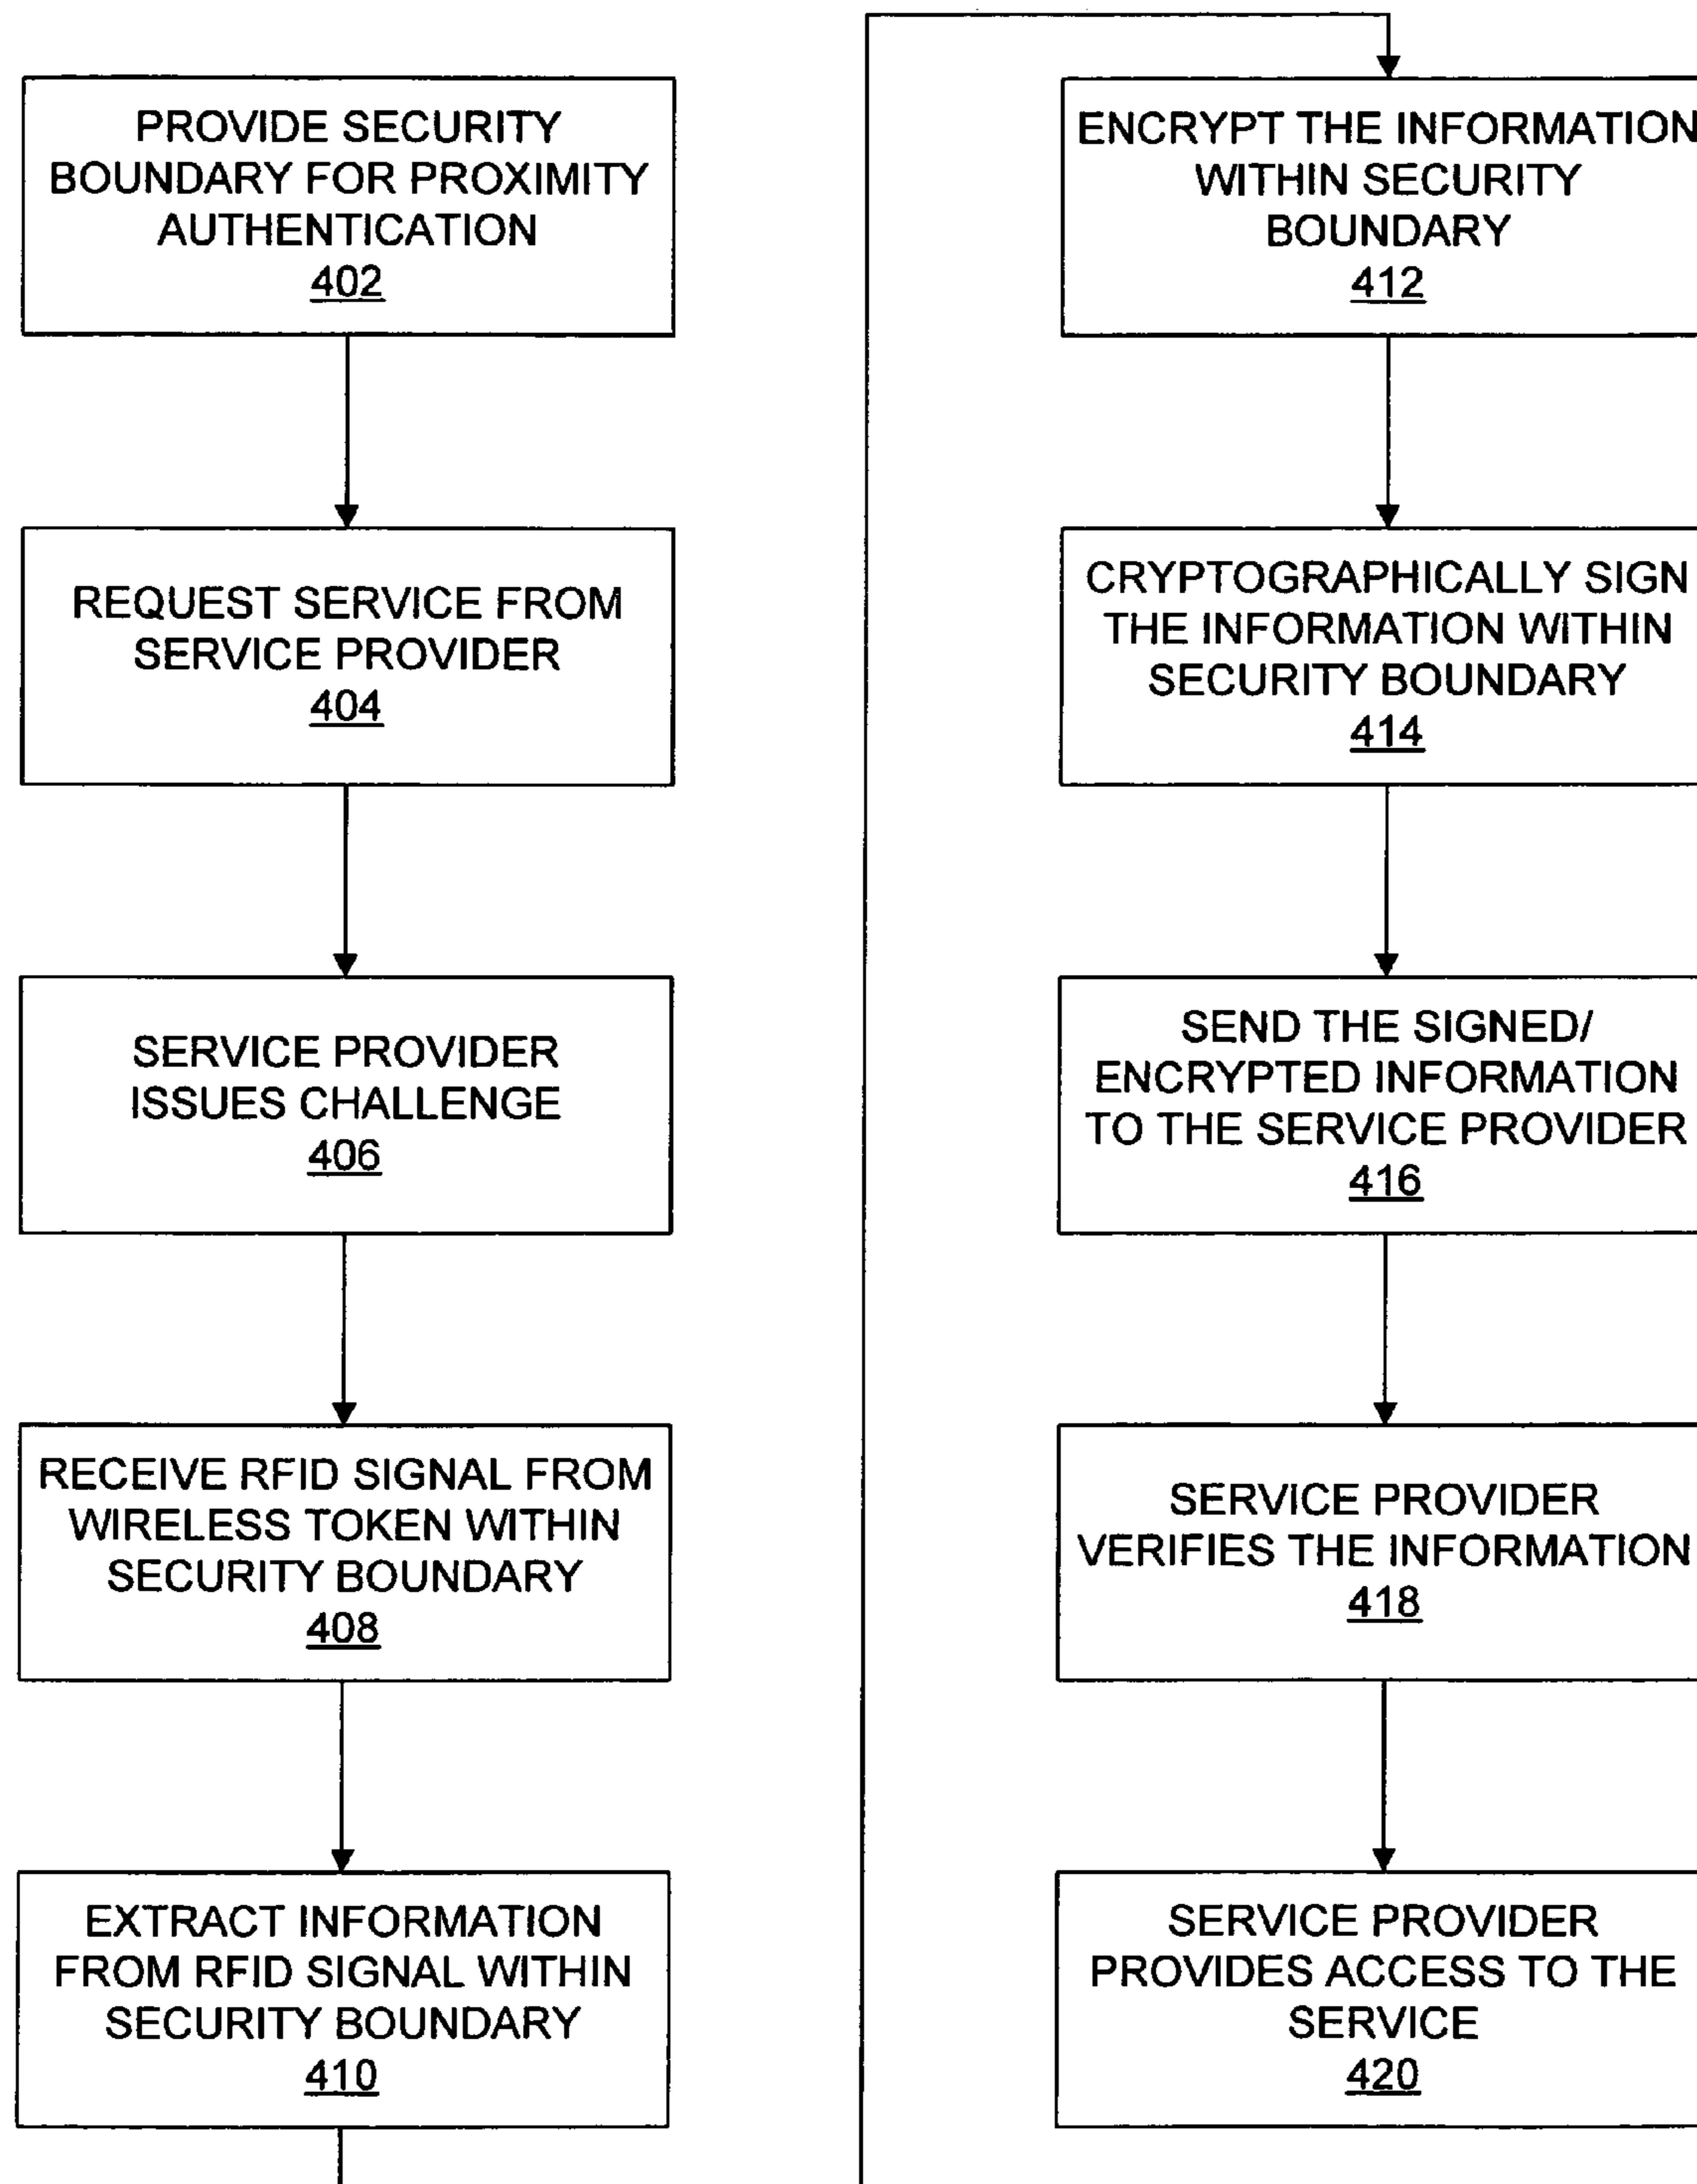 PROVIDE SECURITY
BOUNDARY FOR PROXIMITY
AUTHENTICATION
402
REQUEST SERVICE FROM
SERVICE PROVIDER
404
SERVICE PROVIDER
ISSUES CHALLENGE
406
RECEIVE RFID SIGNAL FROM
WIRELESS TOKEN WITHIN
SECURITY BOUNDARY
408
EXTRACT INFORMATION
FROM RFID SIGNAL WITHIN
SECURITY BOUNDARY
410
ENCRYPT THE INFORMATION
WITHIN SECURITY
BOUNDARY
412
CRYPTOGRAPHICALLY SIGN
THE INFORMATION WITHIN
SECURITY BOUNDARY
414
SEND THE SIGNED/
ENCRYPTED INFORMATION
TO THE SERVICE PROVIDER
416
SERVICE PROVIDER
VERIFIES THE INFORMATION
418
SERVICE PROVIDER
PROVIDES ACCESS TO THE
SERVICE
420